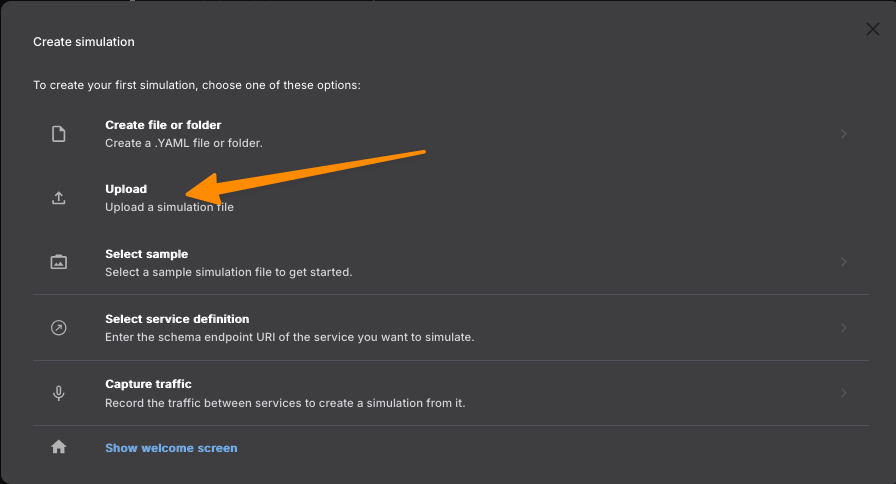 Create simulation
To create your first simulation, choose one of these options:
Create file or folder
Create a .YAML file or folder.
Upload
Upload a simulation file
Select sample
Select a sample simulation file to get started.
Select service definition
Enter the schema endpoint URI of the service you want to simulate.
Capture traffic
Record the traffic between services to create a simulation from it.
Show welcome screen